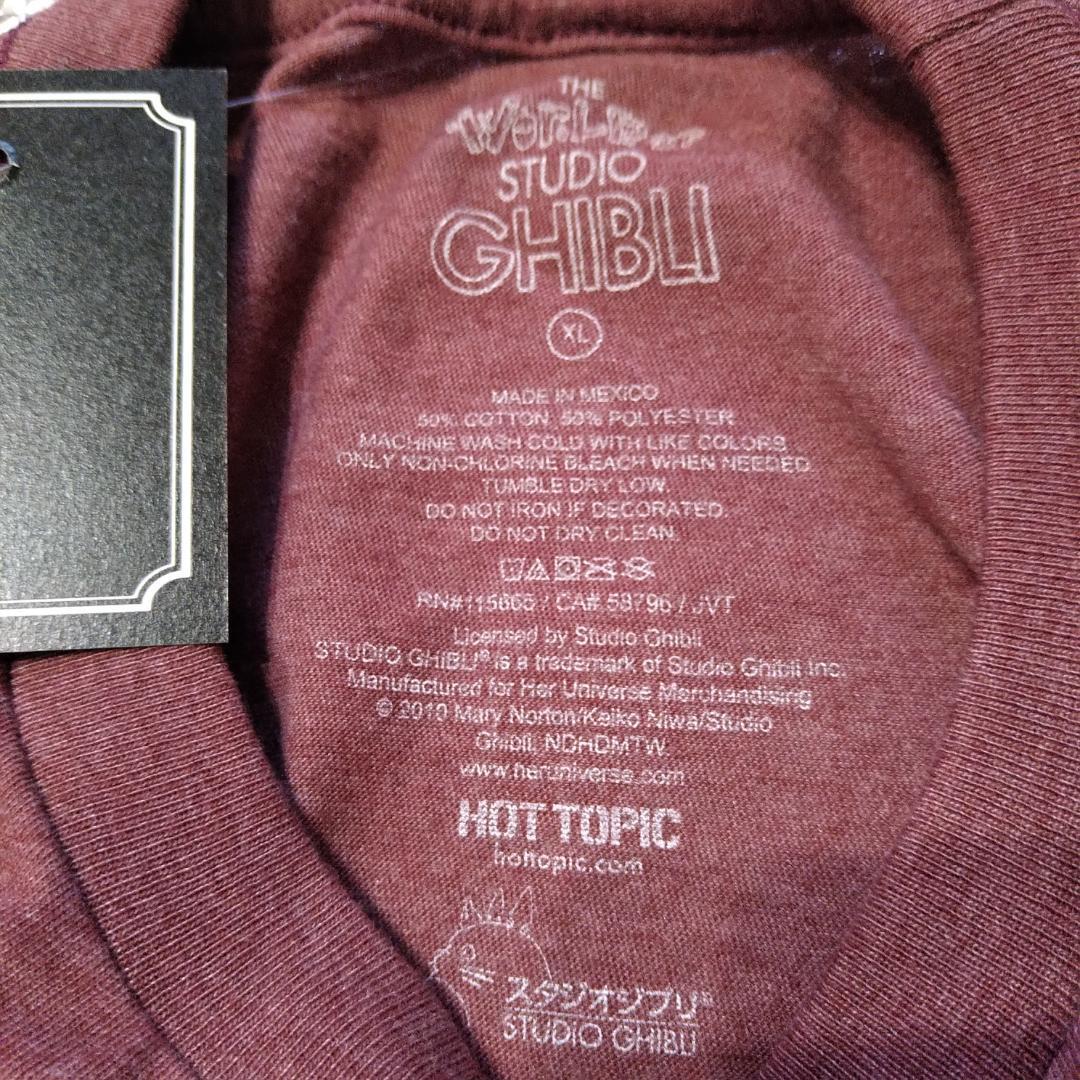 THE
WORLD OF
STUDIO
GHIBLI
XL
MADE IN MEXICO
50% COTTON 50% POLYESTER
MACHINE WASH COLD WITH LIKE COLORS
ONLY NON-CHLORINE BLEACH WHEN NEEDED
TUMBLE DRY LOW.
DO NOT IRON IF DECORATED.
DO NOT DRY CLEAN.
RN#115665 / CA# 58796 / JVT
Licensed by Studio Ghibli
STUDIO GHIBLI® is a trademark of Studio Ghibli Inc.
Manufactured for Her Universe Merchandising
© 2010 Mary Norton/Keiko Niwa/Studio
Ghibli, NDHDMTW
www.heruniverse.com
HOT TOPIC
hottopic.com
スタジオジブリ®
STUDIO GHIBLI